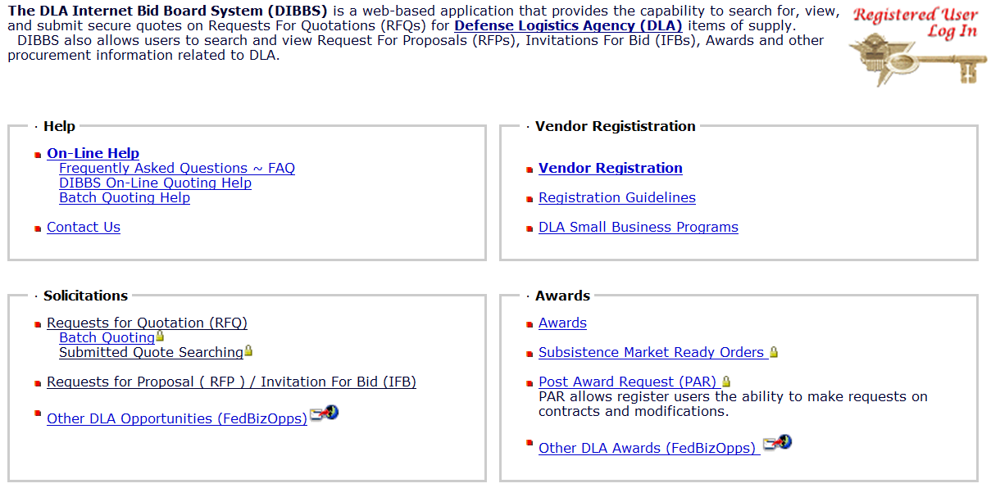 The DLA Internet Bid Board System (DIBBS) is a web-based application that provides the capability to search for, view,
and submit secure quotes on Requests For Quotations (RFQs) for Defense Logistics Agency (DLA) items of supply.
DIBBS also allows users to search and view Request For Proposals (RFPs), Invitations For Bid (IFBs), Awards and other
procurement information related to DLA.
Registered User
Log In
· Help
On-Line Help
Frequently Asked Questions ~ FAQ
DIBBS On-Line Quoting Help
Batch Quoting Help
Contact Us
· Vendor Regististration
Vendor Registration
Registration Guidelines
DLA Small Business Programs
· Solicitations
Requests for Quotation (RFQ)
Batch Quoting
Submitted Quote Searching
Requests for Proposal ( RFP ) / Invitation For Bid (IFB)
Other DLA Opportunities (FedBizOpps)
· Awards
Awards
Subsistence Market Ready Orders
Post Award Request (PAR)
PAR allows register users the ability to make requests on
contracts and modifications.
Other DLA Awards (FedBizOpps)